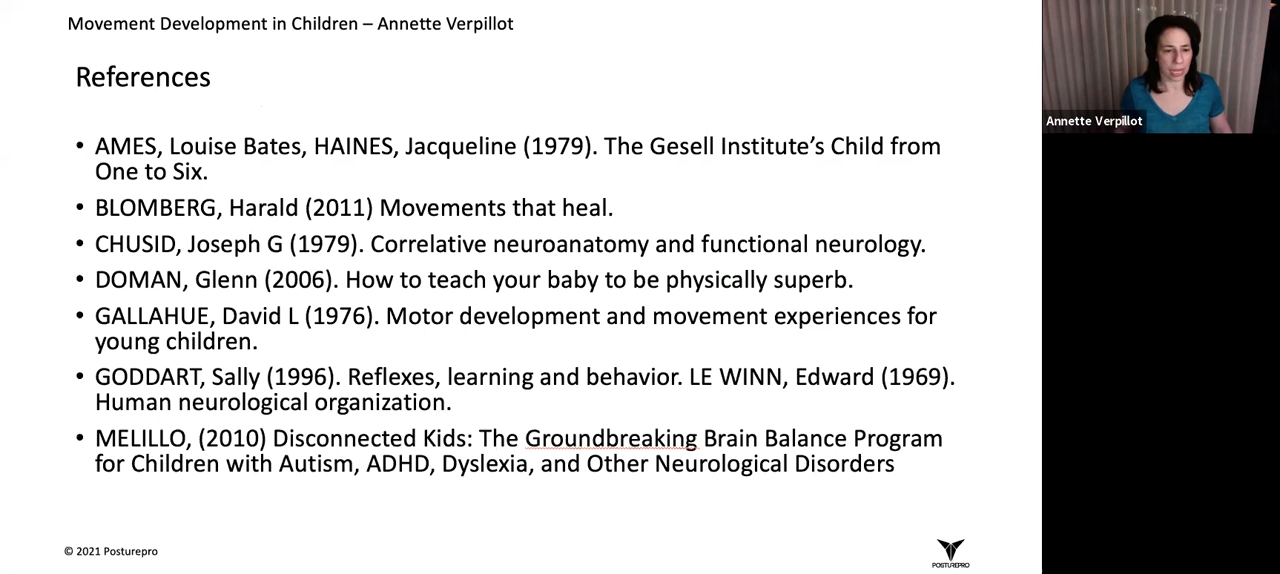 Movement Development in Children – Annette Verpillot
References
• AMES, Louise Bates, HAINES, Jacqueline (1979). The Gesell Institute’s Child from
One to Six.
• BLOMBERG, Harald (2011) Movements that heal.
• CHUSID, Joseph G (1979). Correlative neuroanatomy and functional neurology.
• DOMAN, Glenn (2006). How to teach your baby to be physically superb.
• GALLAHUE, David L (1976). Motor development and movement experiences for
young children.
• GODDART, Sally (1996). Reflexes, learning and behavior. LE WINN, Edward (1969).
Human neurological organization.
• MELILLO, (2010) Disconnected Kids: The Groundbreaking Brain Balance Program
for Children with Autism, ADHD, Dyslexia, and Other Neurological Disorders
© 2021 Posturepro
POSTUREPRO
Annette Verpillot